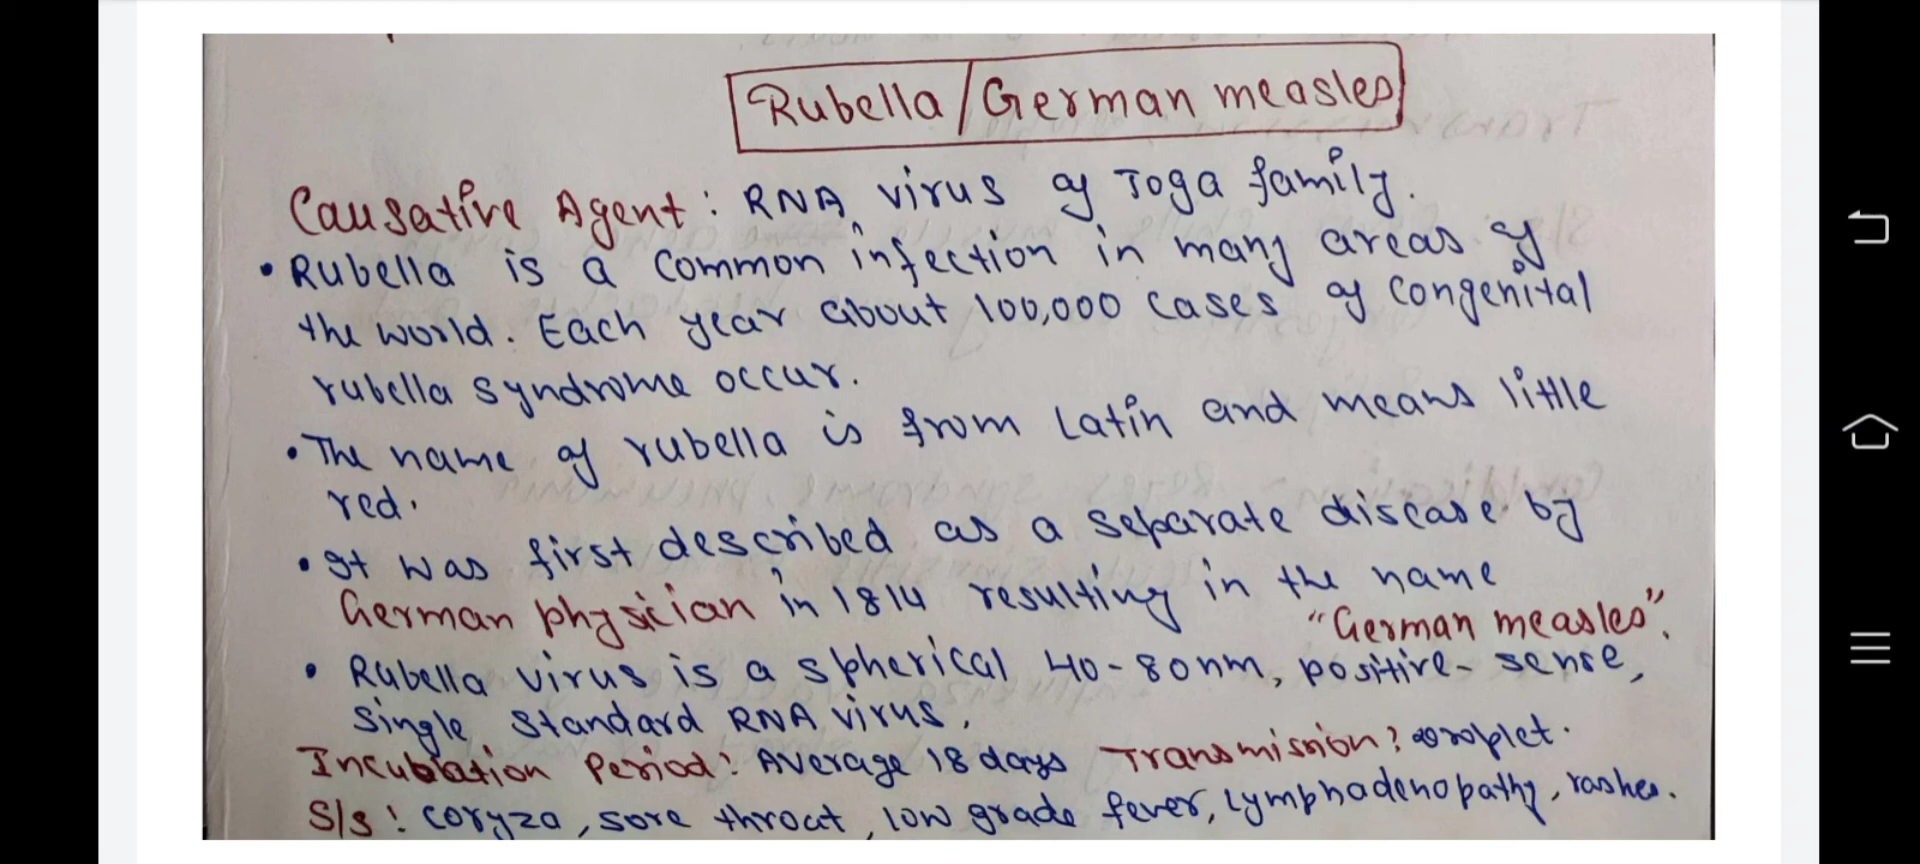 Rubella/German measles
Causative Agent: RNA virus of Toga family.
• Rubella is a common infection in many areas of
the world. Each year about 100,000 cases of congenital
rubella syndrome occur.
• The name of rubella is from Latin and means little
red.
• It was first described as a separate disease by
German physician in 1814 resulting in the name
"German measles".
• Rubella virus is a spherical 40-80nm, positive-sense,
single standard RNA virus.
Incubation Period: Average 18 days Transmission: droplet.
S/S: coryza, sore throat, low grade fever, Lymphadenopathy, rashes.